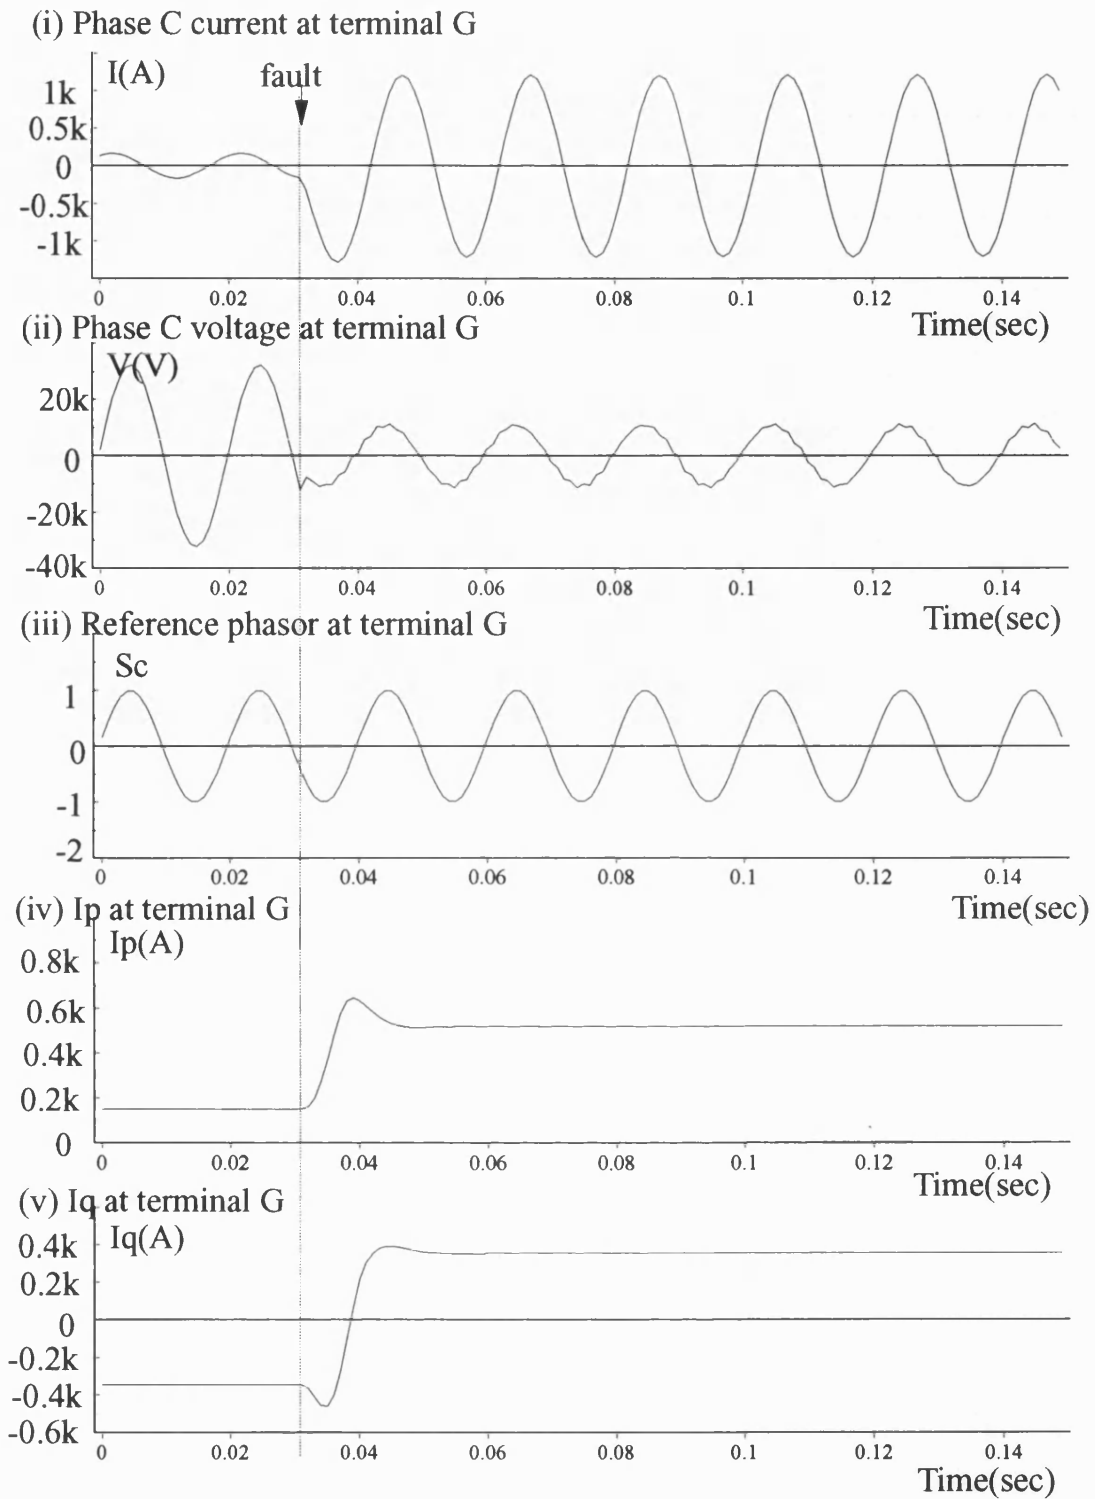 (i) Phase C current at terminal G
I(A)
fault
1k
0.5k
0
-0.5k
-1k
0 0.02 0.04 0.06 0.08 0.1 0.12 0.14
Time(sec)
(ii) Phase C voltage at terminal G
V(V)
20k
0
-20k
-40k
0 0.02 0.04 0.06 0.08 0.1 0.12 0.14
Time(sec)
(iii) Reference phasor at terminal G
Sc
1
0
-1
-2
0 0.02 0.04 0.06 0.08 0.1 0.12 0.14
Time(sec)
(iv) Ip at terminal G
Ip(A)
0.8k
0.6k
0.4k
0.2k
0
0 0.02 0.04 0.06 0.08 0.1 0.12 0.14
Time(sec)
(v) Iq at terminal G
Iq(A)
0.4k
0.2k
0
-0.2k
-0.4k
-0.6k
0 0.02 0.04 0.06 0.08 0.1 0.12 0.14
Time(sec)